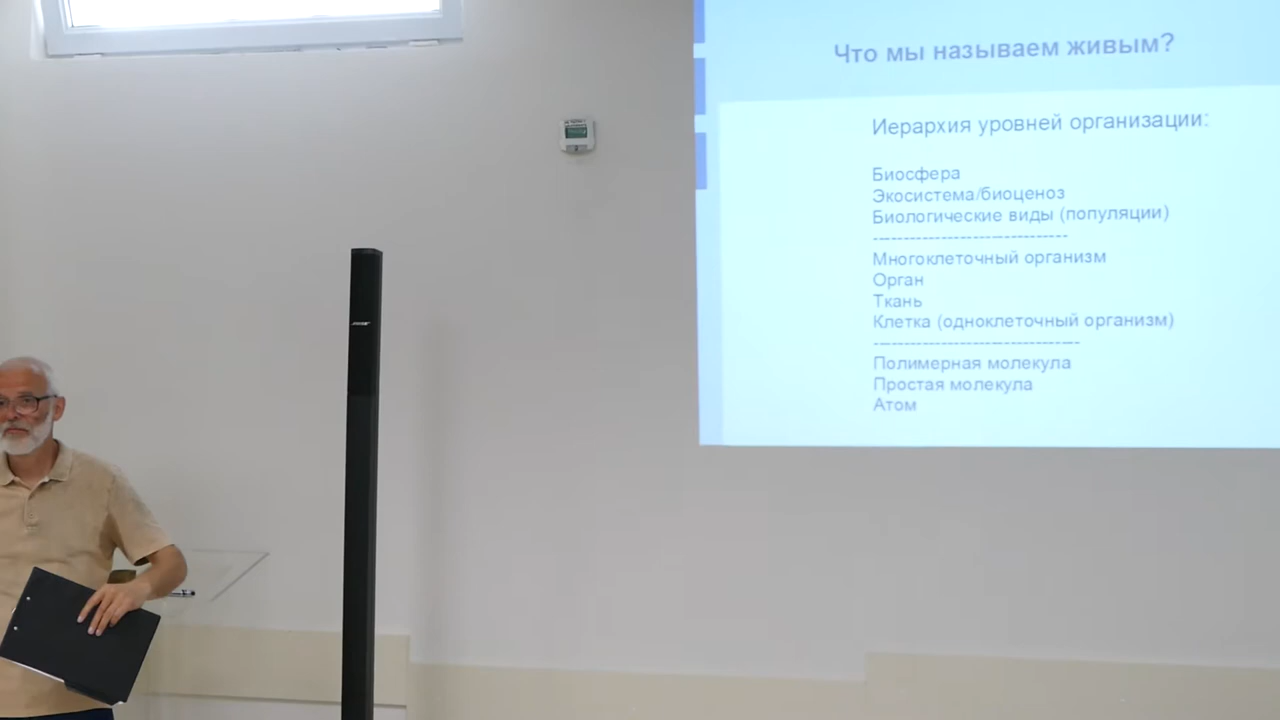 Что мы называем живым?
Иерархия уровней организации:
Биосфера
Экосистема/биоценоз
Биологические виды (популяции)
--------------------------------
Многоклеточный организм
Орган
Ткань
Клетка (одноклеточный организм)
----------------------------------
Полимерная молекула
Простая молекула
Атом
BOSE